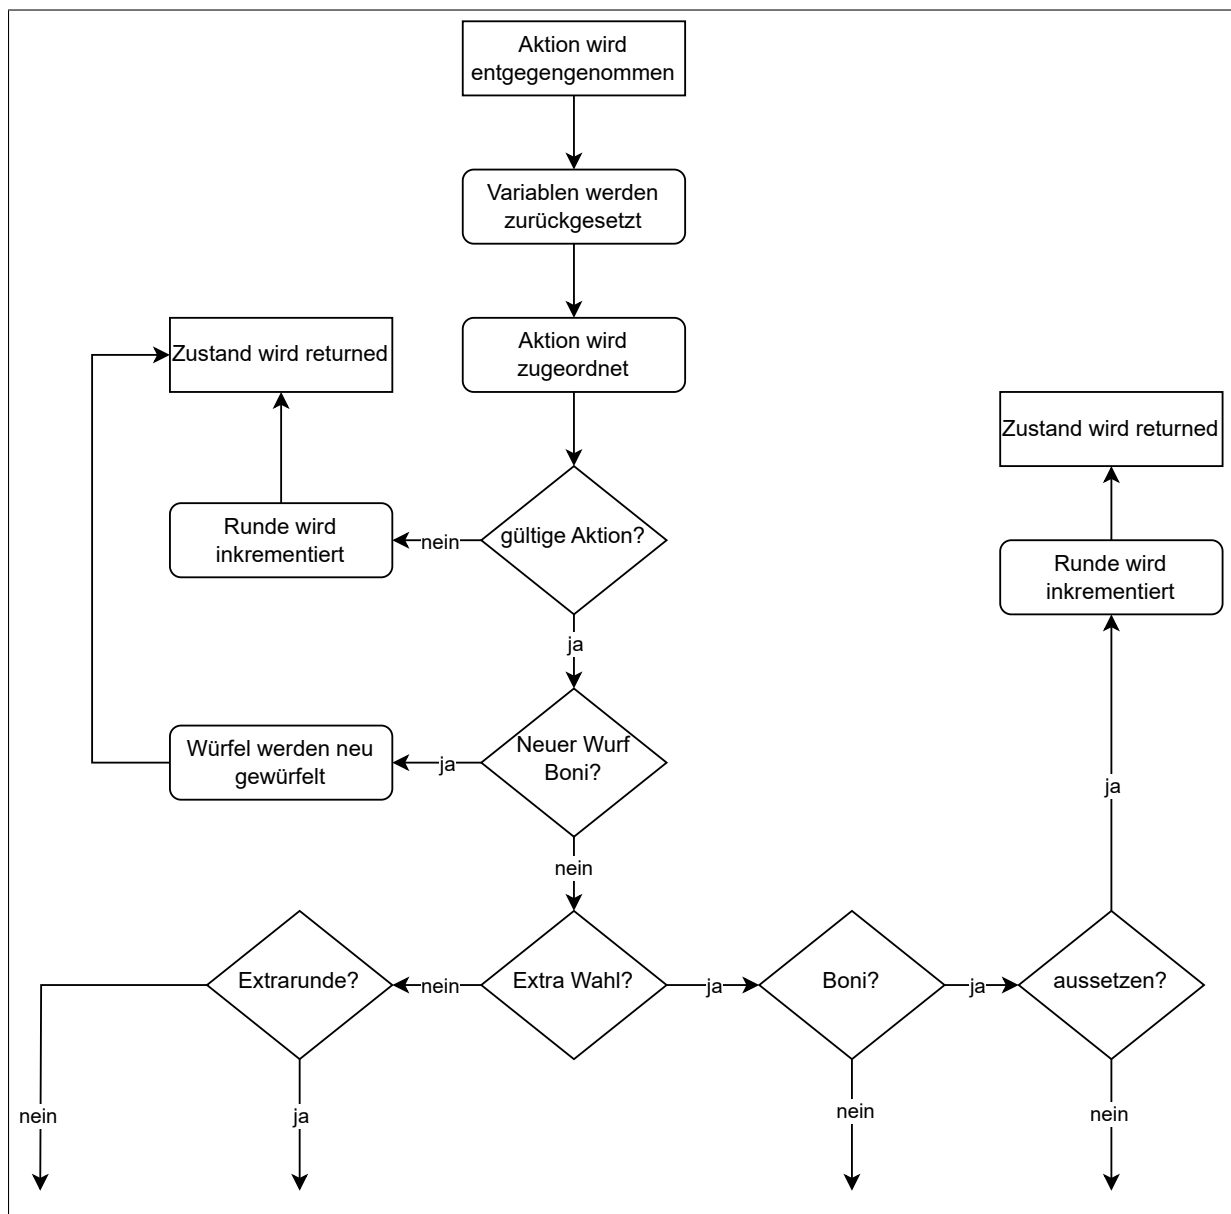 Aktion wird
entgegengenommen
Variablen werden
zurückgesetzt
Zustand wird returned
Aktion wird
zugeordnet
Zustand wird returned
Runde wird
inkrementiert
nein
gültige Aktion?
Runde wird
inkrementiert
ja
Würfel werden neu
gewürfelt
ja
Neuer Wurf
Boni?
ja
nein
Extrarunde?
nein
Extra Wahl?
ja
Boni?
ja
aussetzen?
nein
ja
nein
nein